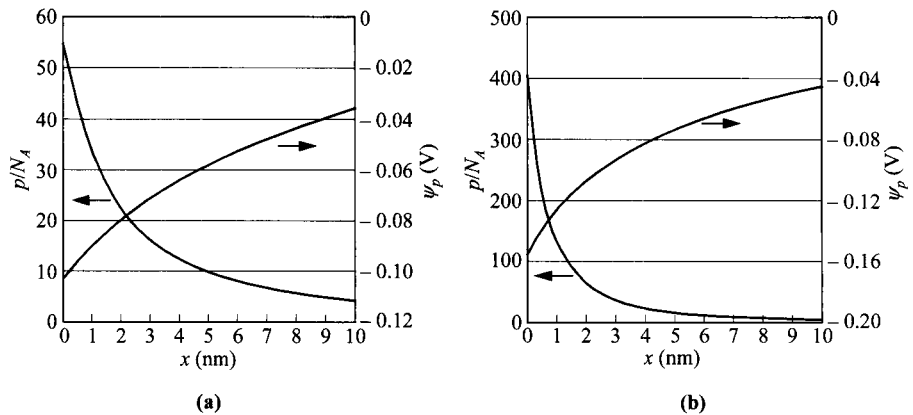 60
50
40
30
20
10
0
p/N_A
0
– 0.02
– 0.04
– 0.06
– 0.08
– 0.10
– 0.12
ψ_p (V)
0 1 2 3 4 5 6 7 8 9 10
x (nm)
(a)
500
400
300
200
100
0
p/N_A
0
– 0.04
– 0.08
– 0.12
– 0.16
– 0.20
ψ_p (V)
0 1 2 3 4 5 6 7 8 9 10
x (nm)
(b)